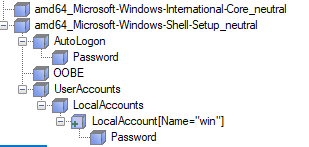 amd64_Microsoft-Windows-International-Core_neutral
amd64_Microsoft-Windows-Shell-Setup_neutral
AutoLogon
Password
OOBE
UserAccounts
LocalAccounts
LocalAccount[Name="win"]
Password